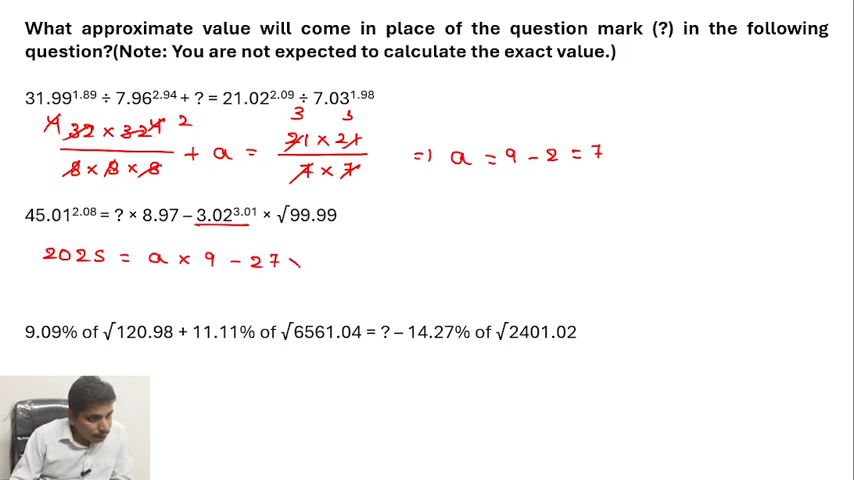 What approximate value will come in place of the question mark (?) in the following
question?(Note: You are not expected to calculate the exact value.)
31.99^1.89 ÷ 7.96^2.94 + ? = 21.02^2.09 ÷ 7.03^1.98
4 32 × 32 4 2 3 3
8 × 8 × 8 + a = 21 × 21 / 7 × 7 ⇒ a = 9 - 2 = 7
45.01^2.08 = ? × 8.97 – 3.02^3.01 × √99.99
2025 = a × 9 - 27
9.09% of √120.98 + 11.11% of √6561.04 = ? – 14.27% of √2401.02